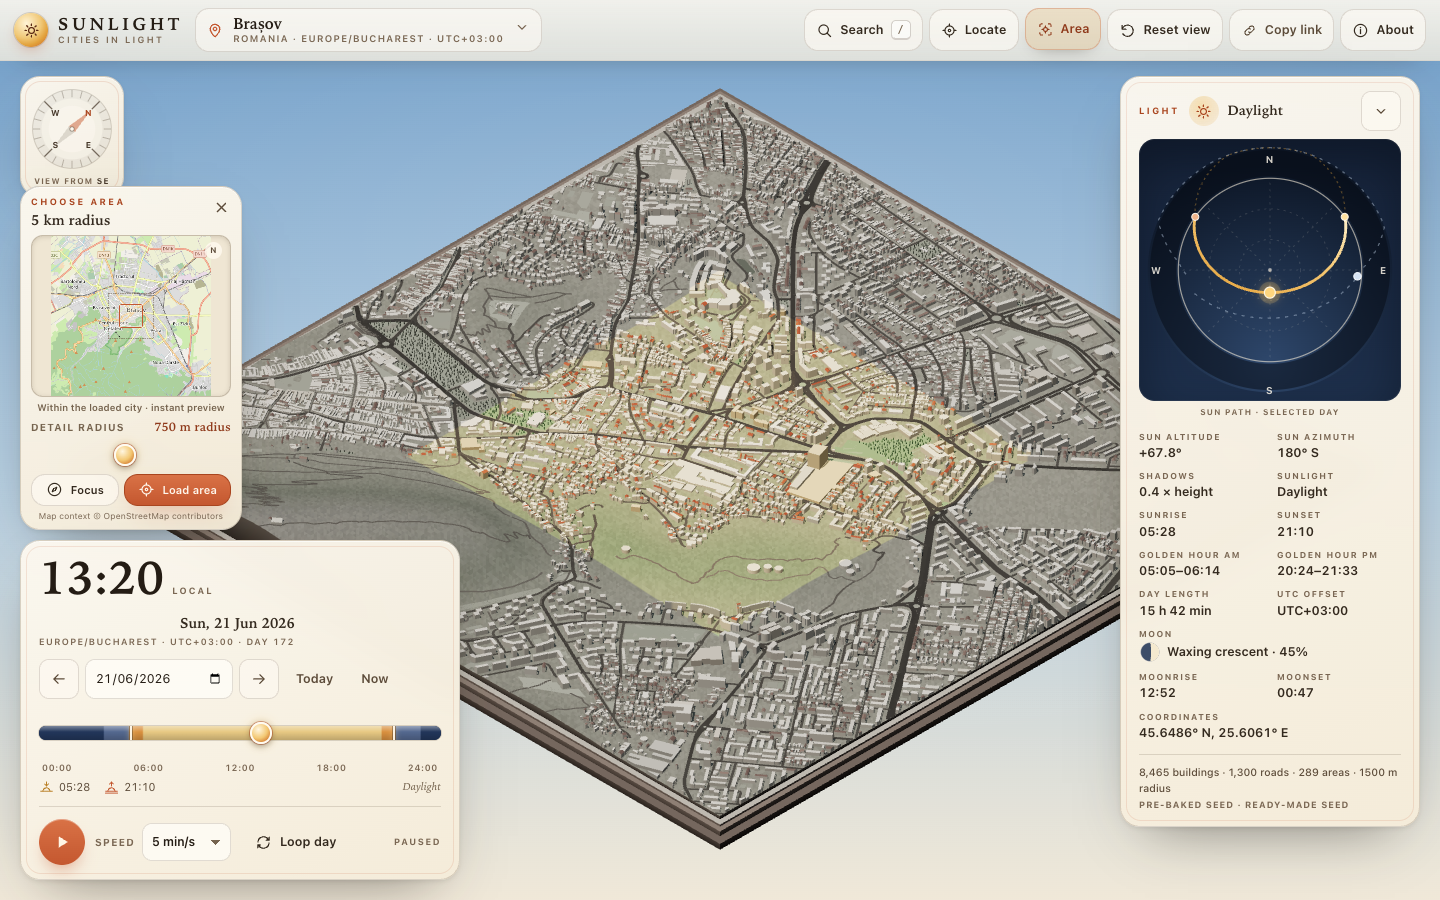 SUNLIGHT
CITIES IN LIGHT
Brașov
ROMANIA · EUROPE/BUCHAREST · UTC+03:00
Search /
Locate
Area
Reset view
Copy link
About
N
W
S
E
VIEW FROM SE
CHOOSE AREA
5 km radius
N
Within the loaded city · instant preview
DETAIL RADIUS 750 m radius
Focus
Load area
Map context © OpenStreetMap contributors
13:20 LOCAL
Sun, 21 Jun 2026
EUROPE/BUCHAREST · UTC+03:00 · DAY 172
21/06/2026
Today
Now
00:00 06:00 12:00 18:00 24:00
05:28 21:10 Daylight
SPEED 5 min/s Loop day PAUSED
LIGHT Daylight
N
W
E
S
SUN PATH · SELECTED DAY
SUN ALTITUDE SUN AZIMUTH
+67.8° 180° S
SHADOWS SUNLIGHT
0.4 × height Daylight
SUNRISE SUNSET
05:28 21:10
GOLDEN HOUR AM GOLDEN HOUR PM
05:05–06:14 20:24–21:33
DAY LENGTH UTC OFFSET
15 h 42 min UTC+03:00
MOON
Waxing crescent · 45%
MOONRISE MOONSET
12:52 00:47
COORDINATES
45.6486° N, 25.6061° E
8,465 buildings · 1,300 roads · 289 areas · 1500 m
radius
PRE-BAKED SEED · READY-MADE SEED